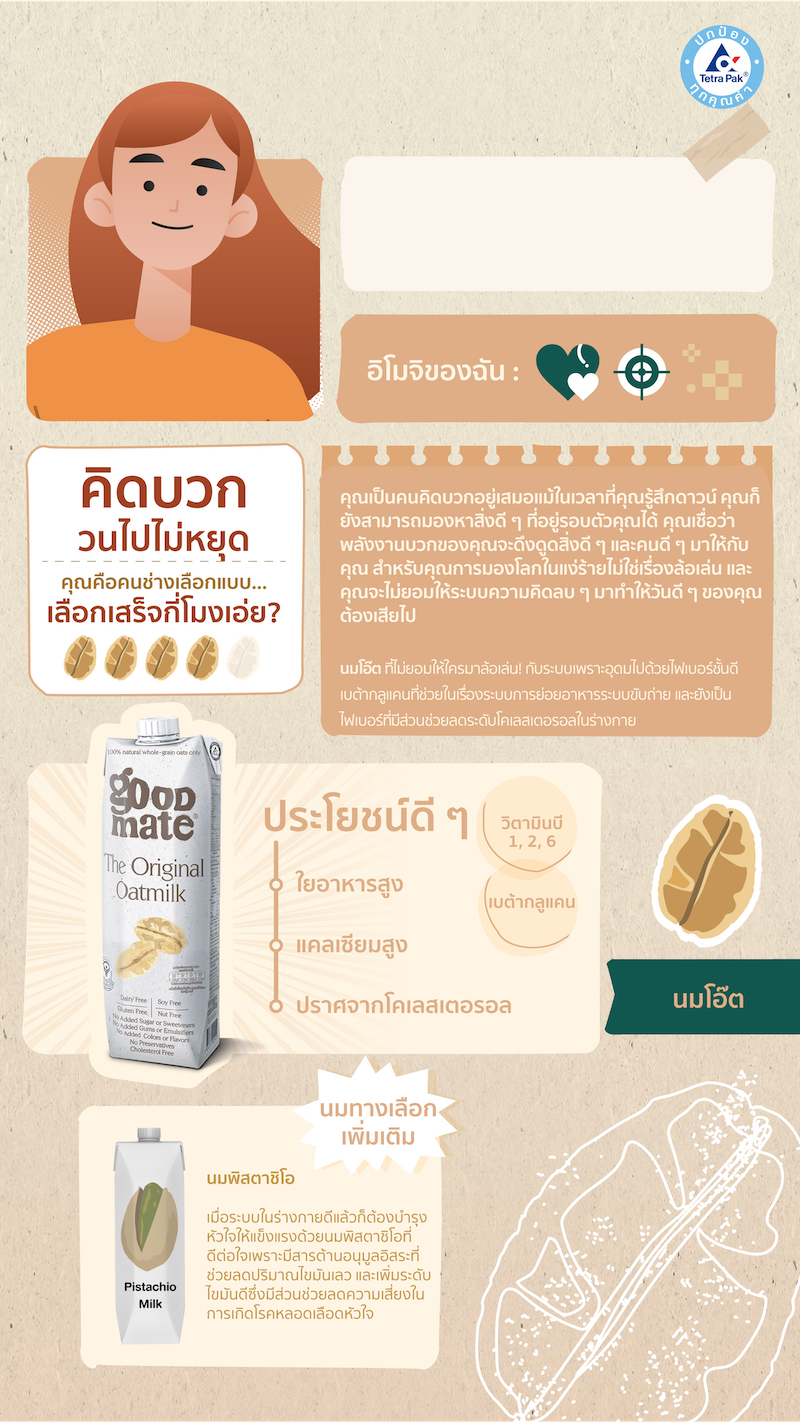 ปกป้อง
Tetra Pak®
ทุกคุณค่า
อิโมจิของฉัน :
คิดบวก
วนไปไม่หยุด
คุณคือคนช่างเลือกแบบ...
เลือกเสร็จกี่โมงเอ่ย?
คุณเป็นคนคิดบวกอยู่เสมอแม้ในเวลาที่คุณรู้สึกดาวน์ คุณก็
ยังสามารถมองหาสิ่งดี ๆ ที่อยู่รอบตัวคุณได้ คุณเชื่อว่า
พลังงานบวกของคุณจะดึงดูดสิ่งดี ๆ และคนดี ๆ มาให้กับ
คุณ สำหรับคุณการมองโลกในแง่ร้ายไม่ใช่เรื่องล้อเล่น และ
คุณจะไม่ยอมให้ระบบความคิดลบ ๆ มาทำให้วันดี ๆ ของคุณ
ต้องเสียไป
นมโอ๊ต ที่ไม่ยอมให้ใครมาล้อเล่น! กับระบบเพราะอุดมไปด้วยไฟเบอร์ชั้นดี
เบต้ากลูแคนที่ช่วยในเรื่องระบบการย่อยอาหารระบบขับถ่าย และยังเป็น
ไฟเบอร์ที่มีส่วนช่วยลดระดับโคเลสเตอรอลในร่างกาย
100% natural whole-grain oats only
gOOD
mate®
The Original
Oatmilk
Dairy Free | Soy Free
Gluten Free | Nut Free
No Added Sugar or Sweeteners
No Added Gums or Emulsifiers
No Added Colors or Flavors
No Preservatives
Cholesterol Free
ประโยชน์ดี ๆ
วิตามินบี
1, 2, 6
ใยอาหารสูง
เบต้ากลูแคน
แคลเซียมสูง
ปราศจากโคเลสเตอรอล
นมโอ๊ต
นมทางเลือก
เพิ่มเติม
นมพิสตาชิโอ
เมื่อระบบในร่างกายดีแล้วก็ต้องบำรุง
หัวใจให้แข็งแรงด้วยนมพิสตาชิโอที่
ดีต่อใจเพราะมีสารต้านอนุมูลอิสระที่
ช่วยลดปริมาณไขมันเลว และเพิ่มระดับ
ไขมันดีซึ่งมีส่วนช่วยลดความเสี่ยงใน
การเกิดโรคหลอดเลือดหัวใจ
Pistachio
Milk